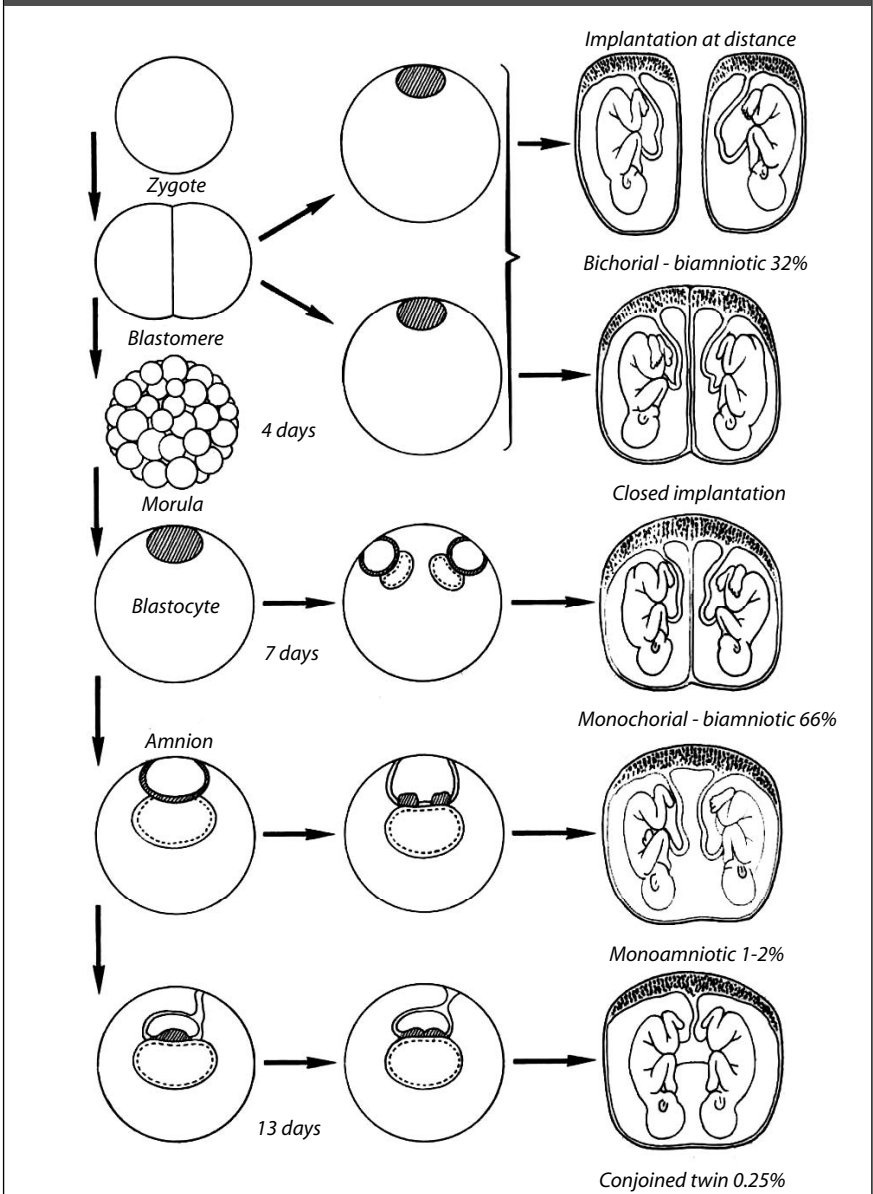 Implantation at distance
Zygote
Bichorial - biamniotic 32%
Blastomere
4 days
Morula
Closed implantation
Blastocyte
7 days
Monochorial - biamniotic 66%
Amnion
Monoamniotic 1-2%
13 days
Conjoined twin 0.25%